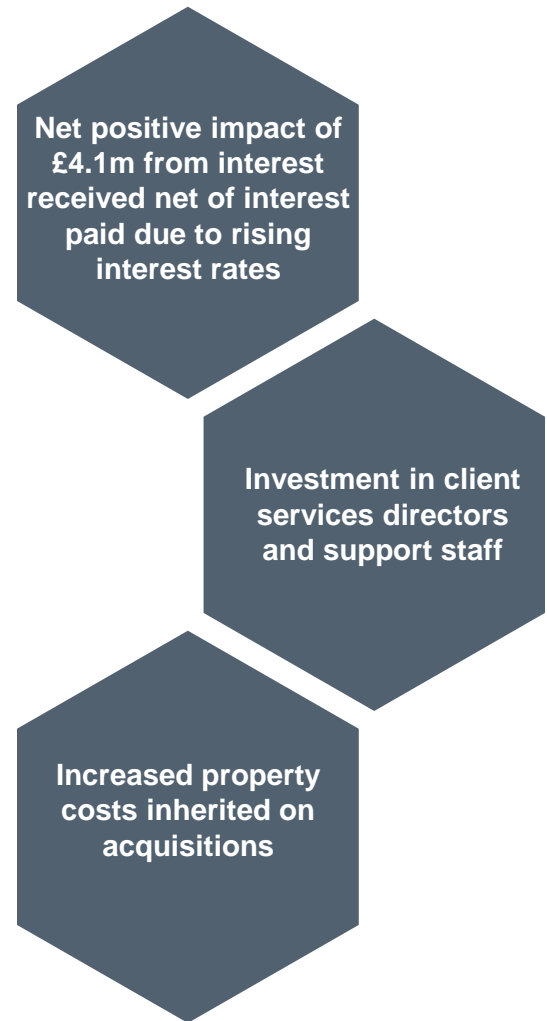 Net positive impact of
£4.1m from interest
received net of interest
paid due to rising
interest rates
Investment in client
services directors
and support staff
Increased property
costs inherited on
acquisitions